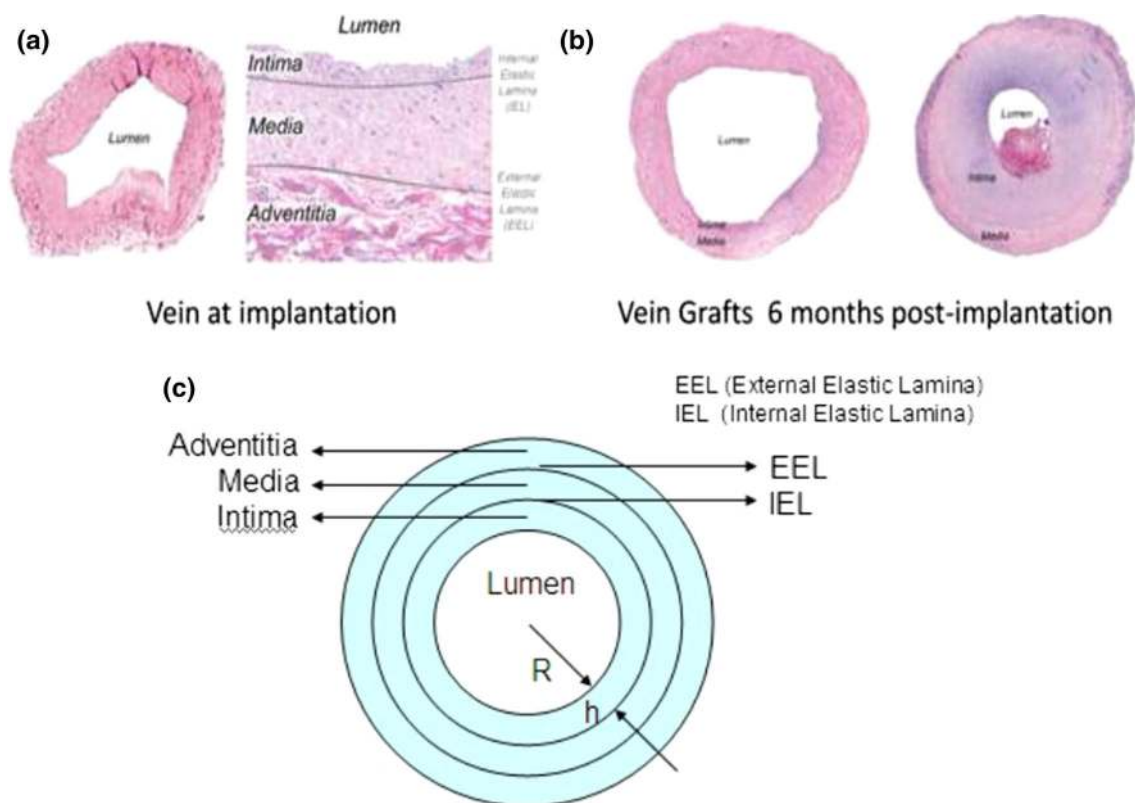 (a)
Lumen
Lumen
Intima
Media
Adventitia
Internal
Elastic
Lamina
(IEL)
External
Elastic
Lamina
(EEL)
Vein at implantation
(b)
Lumen
Intima
Media
Lumen
Intima
Media
Vein Grafts 6 months post-implantation
(c)
EEL (External Elastic Lamina)
IEL (Internal Elastic Lamina)
Adventitia
Media
Intima
EEL
IEL
Lumen
R
h